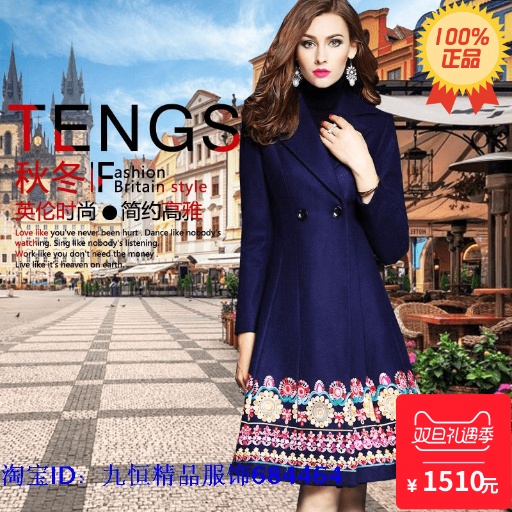 100%
正品
TENGS
秋冬 Fashion
Britain style
英伦时尚●简约高雅
Love like you've never been hurt . Dance like nobody's
watching. Sing like nobody's listening.
Work like you don't need the money
Live like it's heaven on earth.
双旦礼遇季
¥1510元
淘宝ID：九恒精品服饰684464